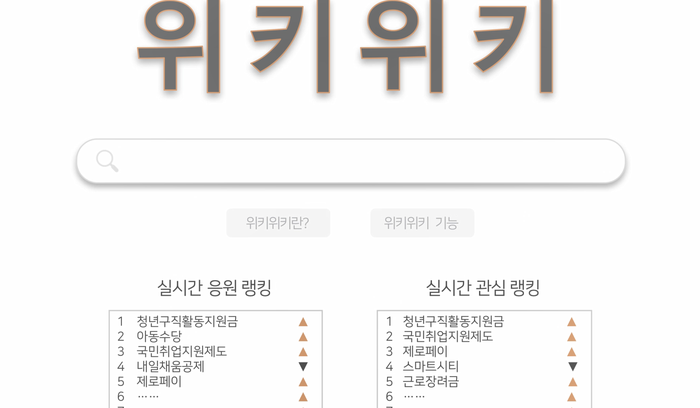 위키위키
위키위키란?
위키위키 기능
실시간 응원 랭킹
1 청년구직활동지원금 ▲
2 아동수당 ▲
3 국민취업지원제도 ▲
4 내일채움공제 ▼
5 제로페이 ▲
6 …… ▲
실시간 관심 랭킹
1 청년구직활동지원금 ▲
2 국민취업지원제도 ▲
3 제로페이 ▲
4 스마트시티 ▼
5 근로장려금 ▲
6 …… ▲